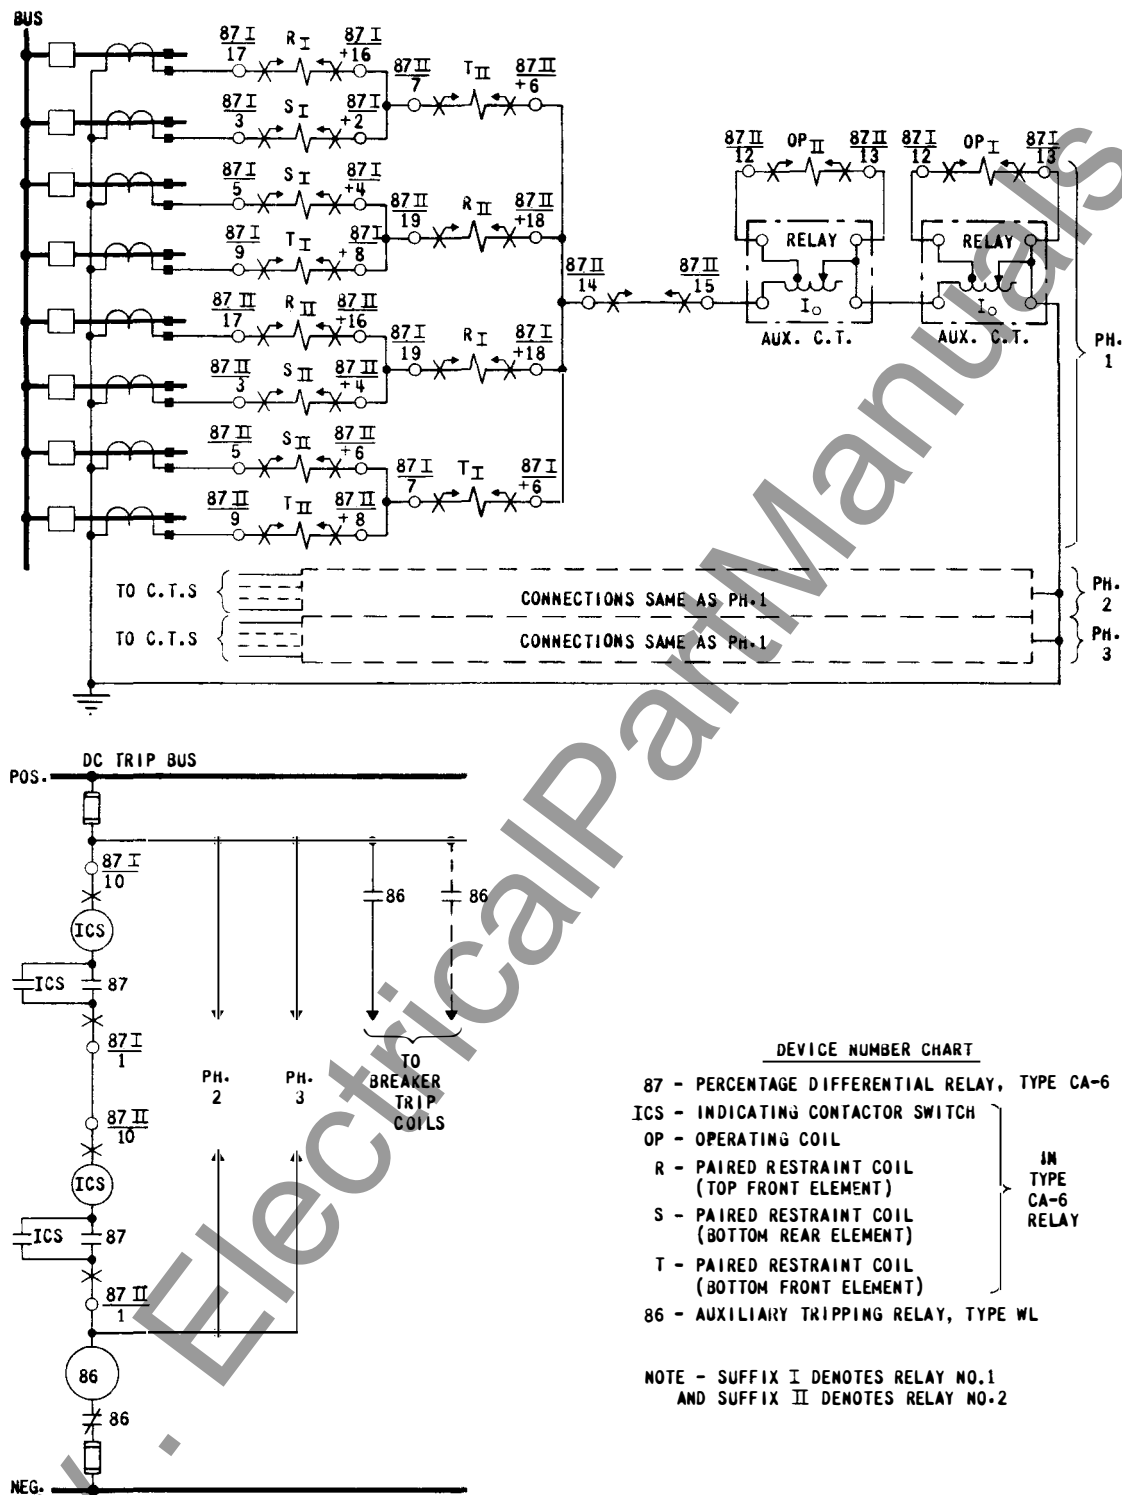 BUS
87 I R I 87 I
17 +16
87 II T II 87 II
7 +6
87 I S I 87 I
3 +2
87 I S I 87 I
5 +4
87 II R II 87 II
19 +18
87 I T I 87 I
9 8
87 II R II 87 II
17 +16
87 I R I 87 I
19 +18
87 II S II 87 II
3 +4
87 II S II 87 II
5 +6
87 I T I 87 I
7 +6
87 II T II 87 II
9 +8
87 II 87 II
14 15
87 II OP II 87 II
12 13
87 I OP I 87 I
12 13
RELAY RELAY
Io Io
AUX. C.T. AUX. C.T.
PH.
1
TO C.T.S CONNECTIONS SAME AS PH.1 PH.
2
TO C.T.S CONNECTIONS SAME AS PH.1 PH.
3
DC TRIP BUS
POS.
87 I
10
86 86
ICS
ICS 87
87 I
1
PH.
2
PH.
3
TO
BREAKER
TRIP
COILS
87 II
10
ICS
ICS 87
87 II
1
86
86
NEG.
DEVICE NUMBER CHART
87 - PERCENTAGE DIFFERENTIAL RELAY, TYPE CA-6
ICS - INDICATING CONTACTOR SWITCH
OP - OPERATING COIL
R - PAIRED RESTRAINT COIL
(TOP FRONT ELEMENT)
S - PAIRED RESTRAINT COIL
(BOTTOM REAR ELEMENT)
T - PAIRED RESTRAINT COIL
(BOTTOM FRONT ELEMENT)
IN
TYPE
CA-6
RELAY
86 - AUXILIARY TRIPPING RELAY, TYPE WL
NOTE - SUFFIX I DENOTES RELAY NO.1
AND SUFFIX II DENOTES RELAY NO.2
. ElectricalPartManuals